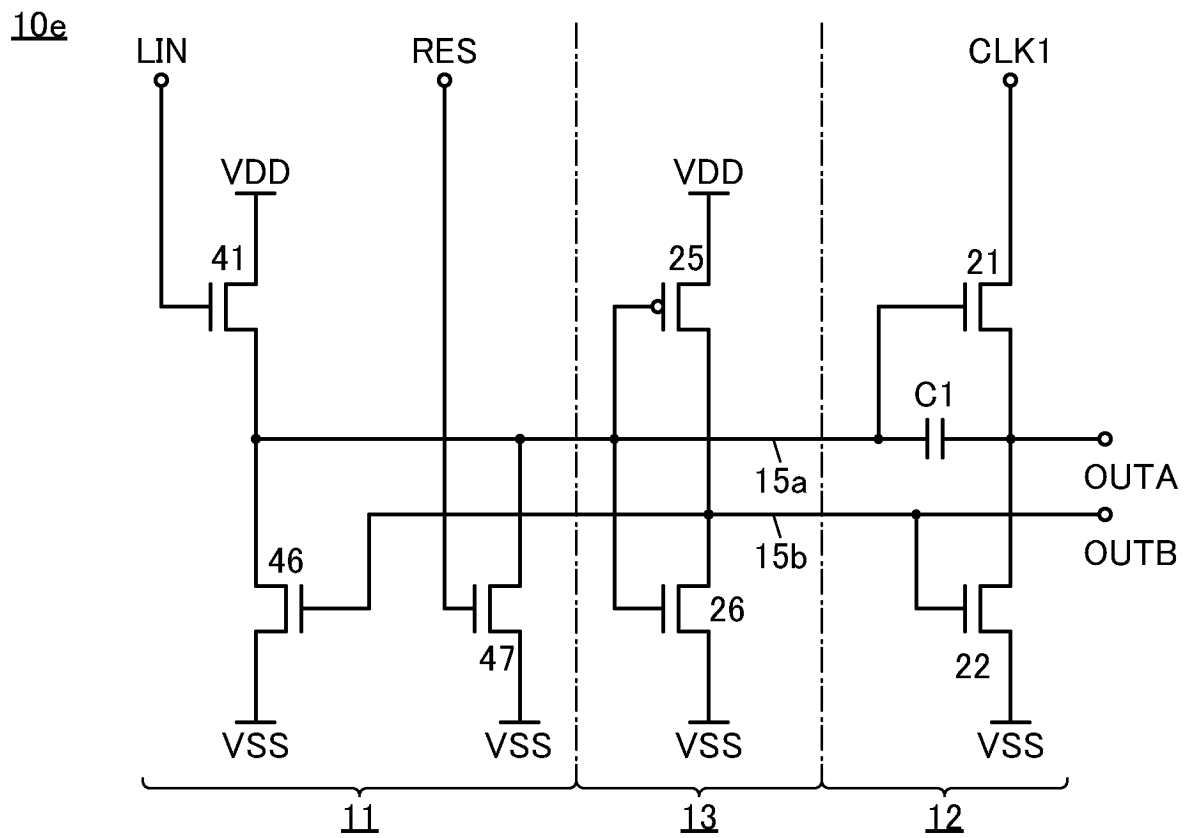 10e
LIN
RES
CLK1
VDD
VDD
41
25
21
C1
15a
OUTA
46
15b
OUTB
26
47
22
VSS
VSS
VSS
VSS
11
13
12